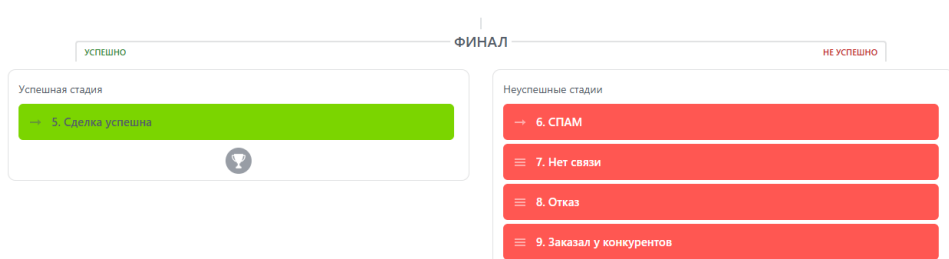 ФИНАЛ
УСПЕШНО
НЕ УСПЕШНО
Успешная стадия
5. Сделка успешна
Неуспешные стадии
6. СПАМ
7. Нет связи
8. Отказ
9. Заказал у конкурентов